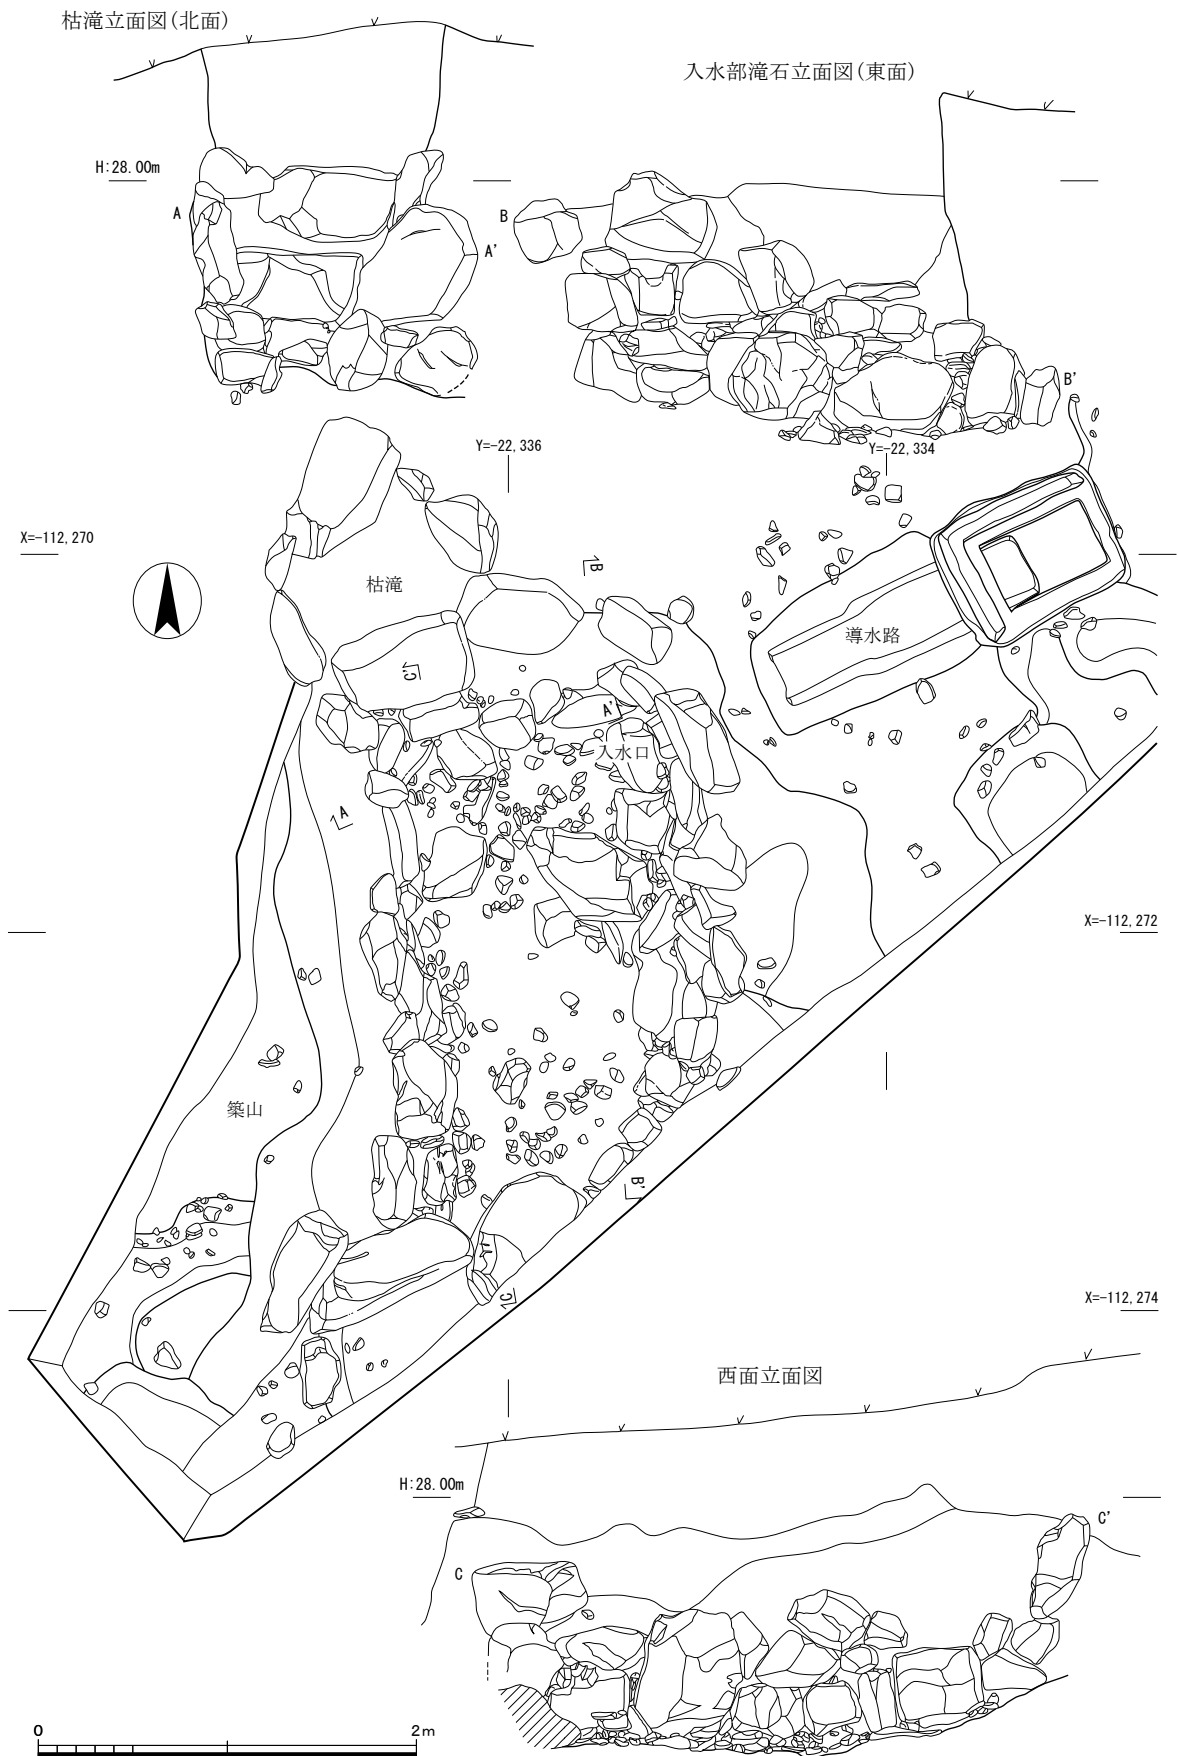 枯滝立面図(北面)
入水部滝石立面図(東面)
H:28.00m
A
A'
B
B'
Y=-22,336
Y=-22,334
X=-112,270
枯滝
B
導水路
C'
A'
入水口
A
X=-112,272
築山
B'
C
X=-112,274
西面立面図
H:28.00m
C
C'
0
2m